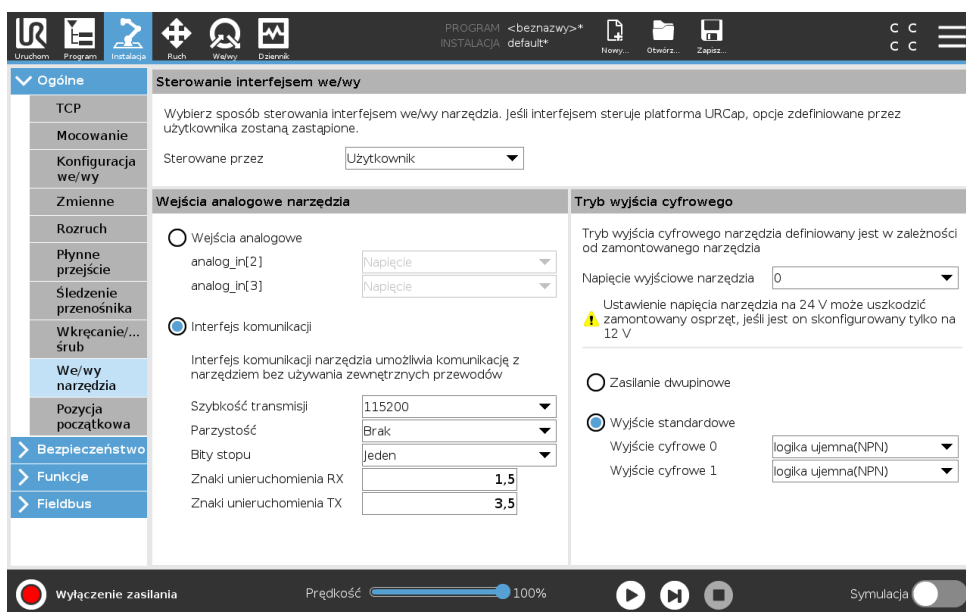 UR
PROGRAM <beznazwy>*
INSTALACJA default*
C C
C C
Uruchom Program Instalacja Ruch We/wy Dziennik Nowy... Otwórz... Zapisz...
Ogólne
TCP
Mocowanie
Konfiguracja
we/wy
Zmienne
Rozruch
Płynne
przejście
Śledzenie
przenośnika
Wkręcanie/...
śrub
We/wy
narzędzia
Pozycja
początkowa
Bezpieczeństwo
Funkcje
Fieldbus
Sterowanie interfejsem we/wy
Wybierz sposób sterowania interfejsem we/wy narzędzia. Jeśli interfejsem steruje platforma URCap, opcje zdefiniowane przez
użytkownika zostaną zastąpione.
Sterowane przez Użytkownik
Wejścia analogowe narzędzia
Wejścia analogowe
analog_in[2] Napięcie
analog_in[3] Napięcie
Interfejs komunikacji
Interfejs komunikacji narzędzia umożliwia komunikację z
narzędziem bez używania zewnętrznych przewodów
Szybkość transmisji 115200
Parzystość Brak
Bity stopu Jeden
Znaki unieruchomienia RX 1,5
Znaki unieruchomienia TX 3,5
Tryb wyjścia cyfrowego
Tryb wyjścia cyfrowego narzędzia definiowany jest w zależności
od zamontowanego narzędzia
Napięcie wyjściowe narzędzia 0
Ustawienie napięcia narzędzia na 24 V może uszkodzić
zamontowany osprzęt, jeśli jest on skonfigurowany tylko na
12 V
Zasilanie dwupinowe
Wyjście standardowe
Wyjście cyfrowe 0 logika ujemna(NPN)
Wyjście cyfrowe 1 logika ujemna(NPN)
Wyłączenie zasilania Prędkość 100% Symulacja